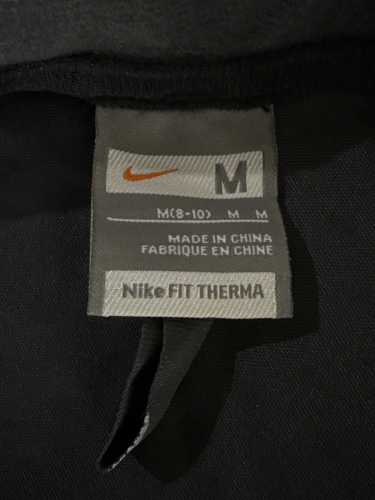 M
M(8-10) M M
MADE IN CHINA
FABRIQUE EN CHINE
Nike FIT THERMA